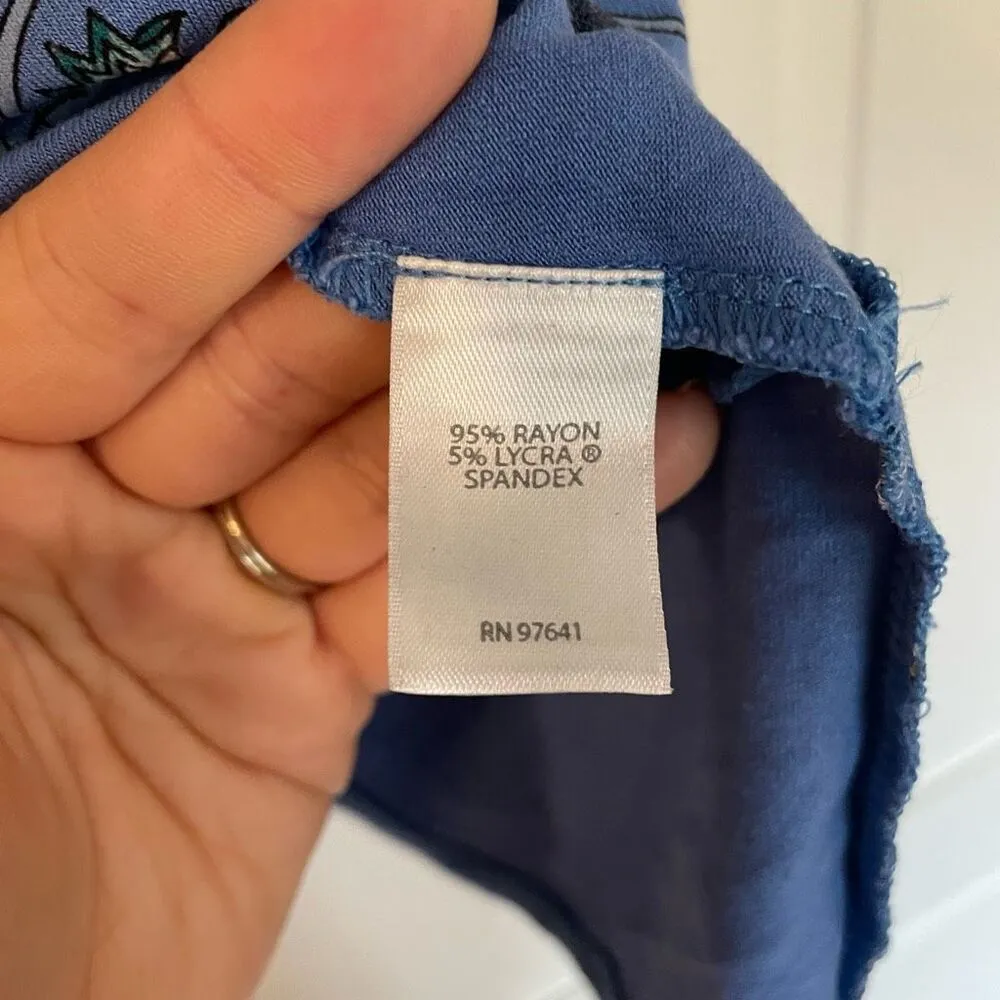 95% RAYON
5% LYCRA ®
SPANDEX
RN 97641